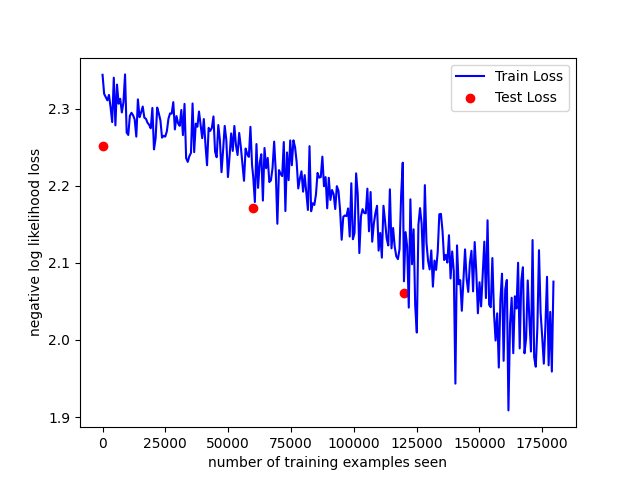 Train Loss
Test Loss
negative log likelihood loss
2.3
2.2
2.1
2.0
1.9
0 25000 50000 75000 100000 125000 150000 175000
number of training examples seen